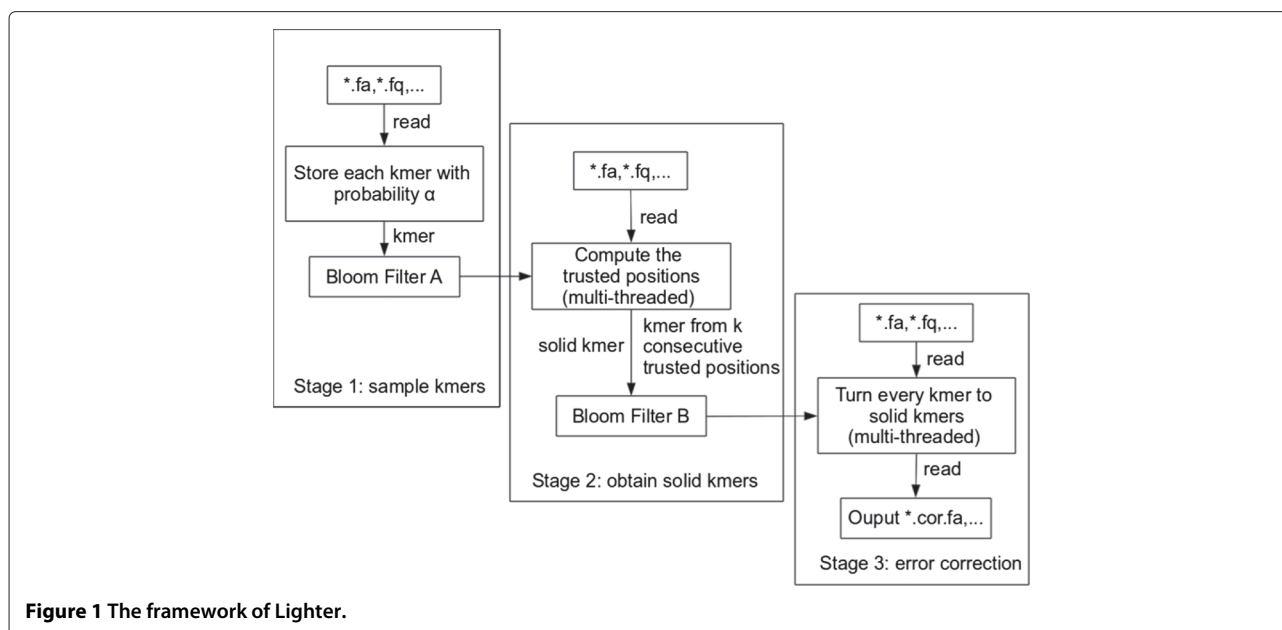 *.fa,*.fq,...
read
Store each kmer with
probability α
kmer
Bloom Filter A
Stage 1: sample kmers
*.fa,*.fq,...
read
Compute the
trusted positions
(multi-threaded)
solid kmer
kmer from k
consecutive
trusted positions
Bloom Filter B
Stage 2: obtain solid kmers
*.fa,*.fq,...
read
Turn every kmer to
solid kmers
(multi-threaded)
read
Ouput *.cor.fa,...
Stage 3: error correction
Figure 1 The framework of Lighter.